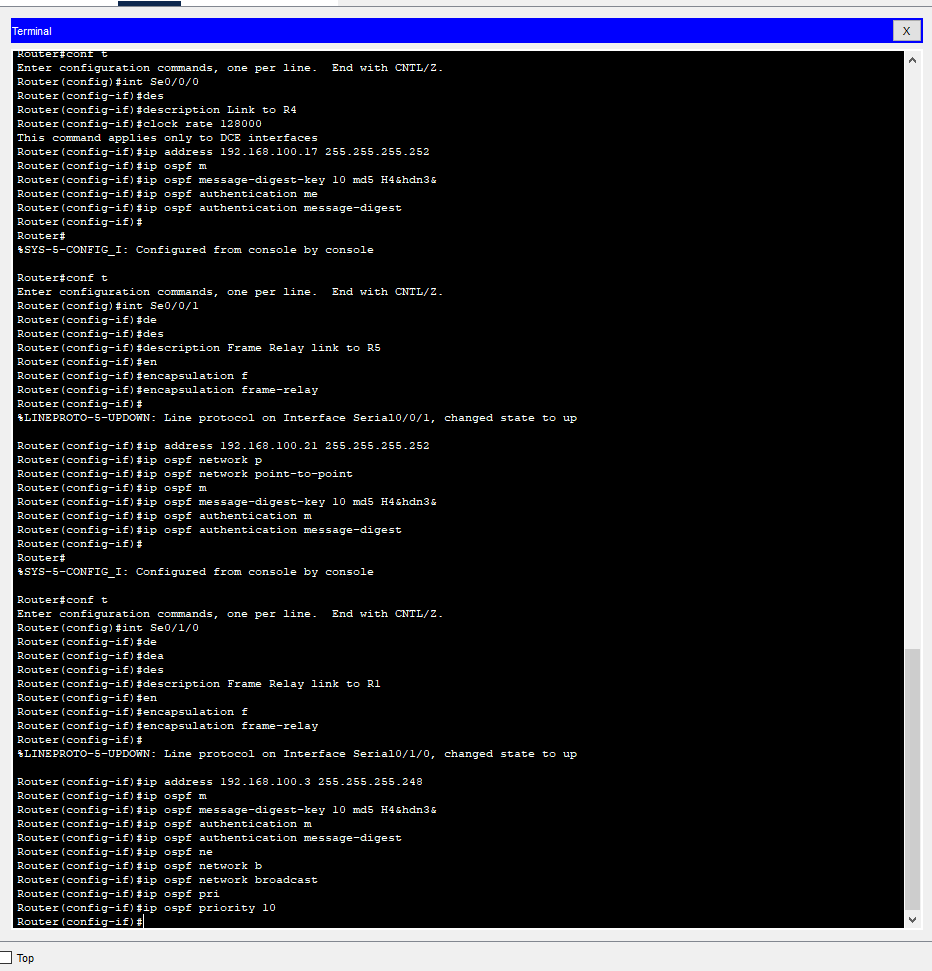 Terminal
X
Router#conf t
Enter configuration commands, one per line.  End with CNTL/Z.
Router(config)#int Se0/0/0
Router(config-if)#des
Router(config-if)#description Link to R4
Router(config-if)#clock rate 128000
This command applies only to DCE interfaces
Router(config-if)#ip address 192.168.100.17 255.255.255.252
Router(config-if)#ip ospf m
Router(config-if)#ip ospf message-digest-key 10 md5 H4&hdn3&
Router(config-if)#ip ospf authentication me
Router(config-if)#ip ospf authentication message-digest
Router(config-if)#
Router#
%SYS-5-CONFIG_I: Configured from console by console
Router#conf t
Enter configuration commands, one per line.  End with CNTL/Z.
Router(config)#int Se0/0/1
Router(config-if)#de
Router(config-if)#des
Router(config-if)#description Frame Relay link to R5
Router(config-if)#en
Router(config-if)#encapsulation f
Router(config-if)#encapsulation frame-relay
Router(config-if)#
%LINEPROTO-5-UPDOWN: Line protocol on Interface Serial0/0/1, changed state to up
Router(config-if)#ip address 192.168.100.21 255.255.255.252
Router(config-if)#ip ospf network p
Router(config-if)#ip ospf network point-to-point
Router(config-if)#ip ospf m
Router(config-if)#ip ospf message-digest-key 10 md5 H4&hdn3&
Router(config-if)#ip ospf authentication m
Router(config-if)#ip ospf authentication message-digest
Router(config-if)#
Router#
%SYS-5-CONFIG_I: Configured from console by console
Router#conf t
Enter configuration commands, one per line.  End with CNTL/Z.
Router(config)#int Se0/1/0
Router(config-if)#de
Router(config-if)#dea
Router(config-if)#des
Router(config-if)#description Frame Relay link to R1
Router(config-if)#en
Router(config-if)#encapsulation f
Router(config-if)#encapsulation frame-relay
Router(config-if)#
%LINEPROTO-5-UPDOWN: Line protocol on Interface Serial0/1/0, changed state to up
Router(config-if)#ip address 192.168.100.3 255.255.255.248
Router(config-if)#ip ospf m
Router(config-if)#ip ospf message-digest-key 10 md5 H4&hdn3&
Router(config-if)#ip ospf authentication m
Router(config-if)#ip ospf authentication message-digest
Router(config-if)#ip ospf ne
Router(config-if)#ip ospf network b
Router(config-if)#ip ospf network broadcast
Router(config-if)#ip ospf pri
Router(config-if)#ip ospf priority 10
Router(config-if)#
Top